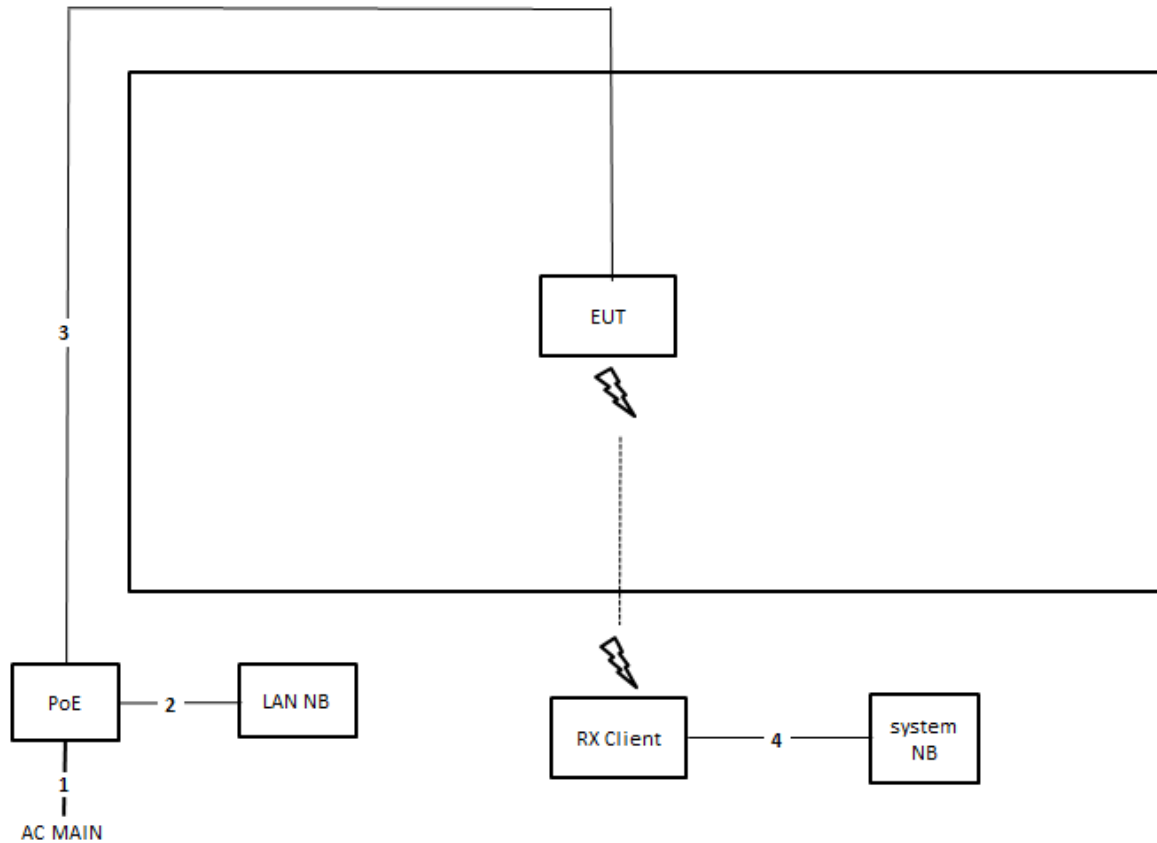 EUT
3
PoE
2
LAN NB
RX Client
4
system
NB
1
AC MAIN